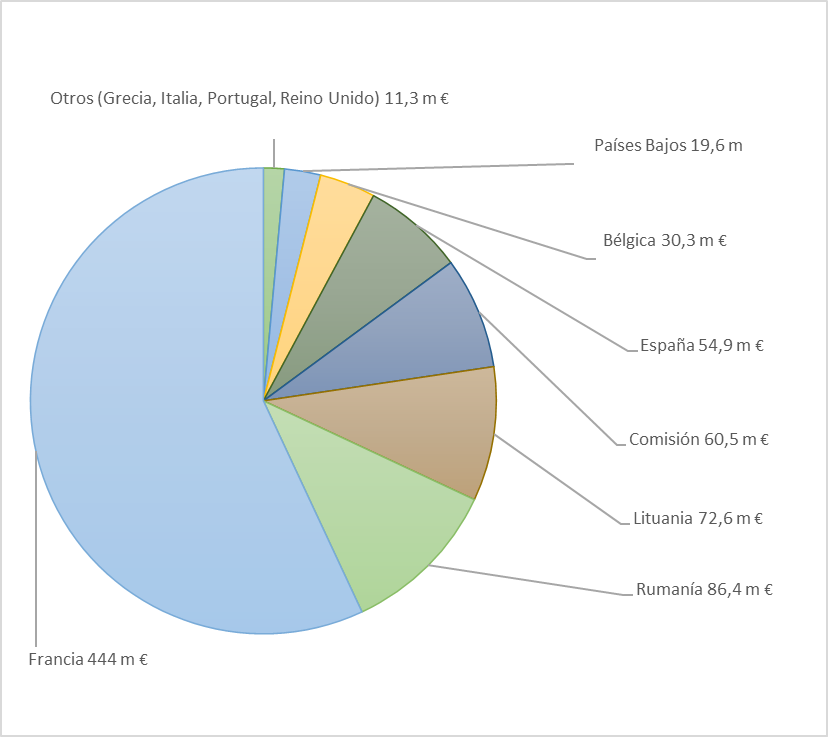 Otros (Grecia, Italia, Portugal, Reino Unido) 11,3 m €
Países Bajos 19,6 m
Bélgica 30,3 m €
España 54,9 m €
Comisión 60,5 m €
Lituania 72,6 m €
Rumanía 86,4 m €
Francia 444 m €